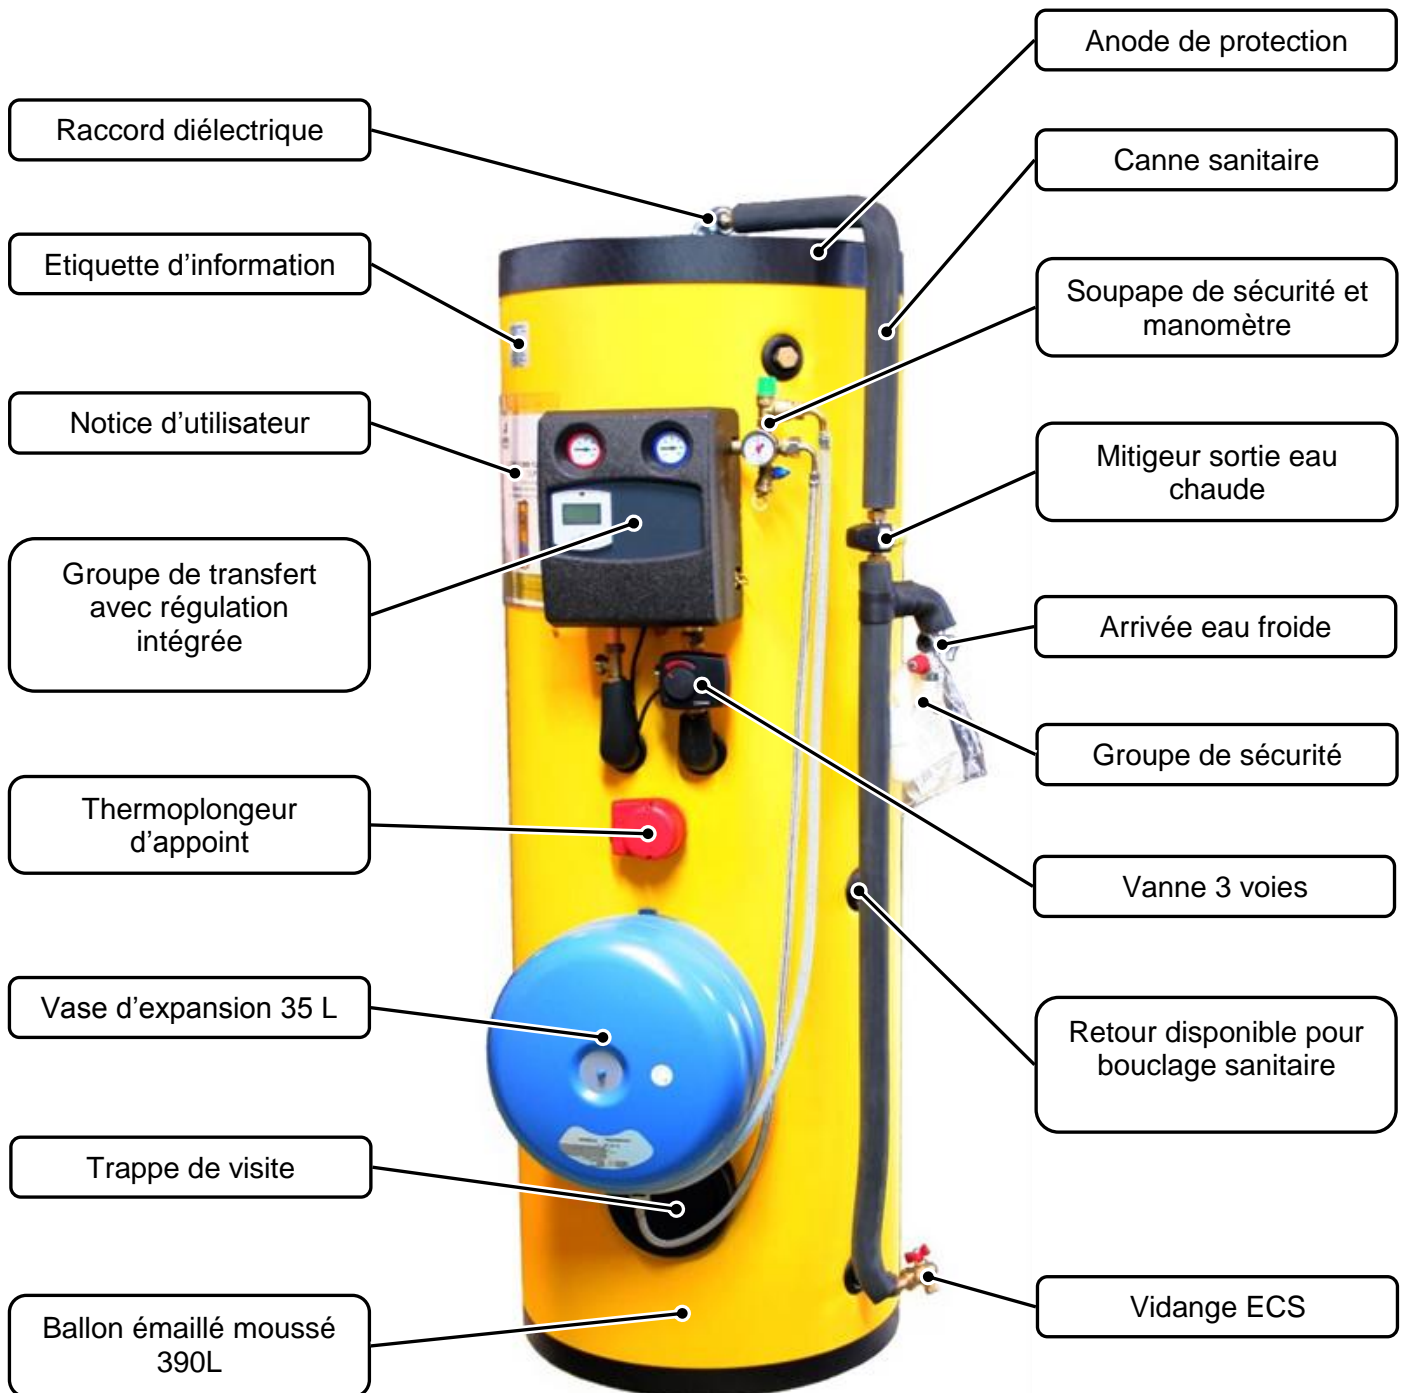 Anode de protection
Raccord diélectrique
Canne sanitaire
Etiquette d’information
Soupape de sécurité et
manomètre
Notice d’utilisateur
Mitigeur sortie eau
chaude
Groupe de transfert
avec régulation
intégrée
Arrivée eau froide
Groupe de sécurité
Thermoplongeur
d’appoint
Vanne 3 voies
Vase d’expansion 35 L
Retour disponible pour
bouclage sanitaire
Trappe de visite
Vidange ECS
Ballon émaillé moussé
390L